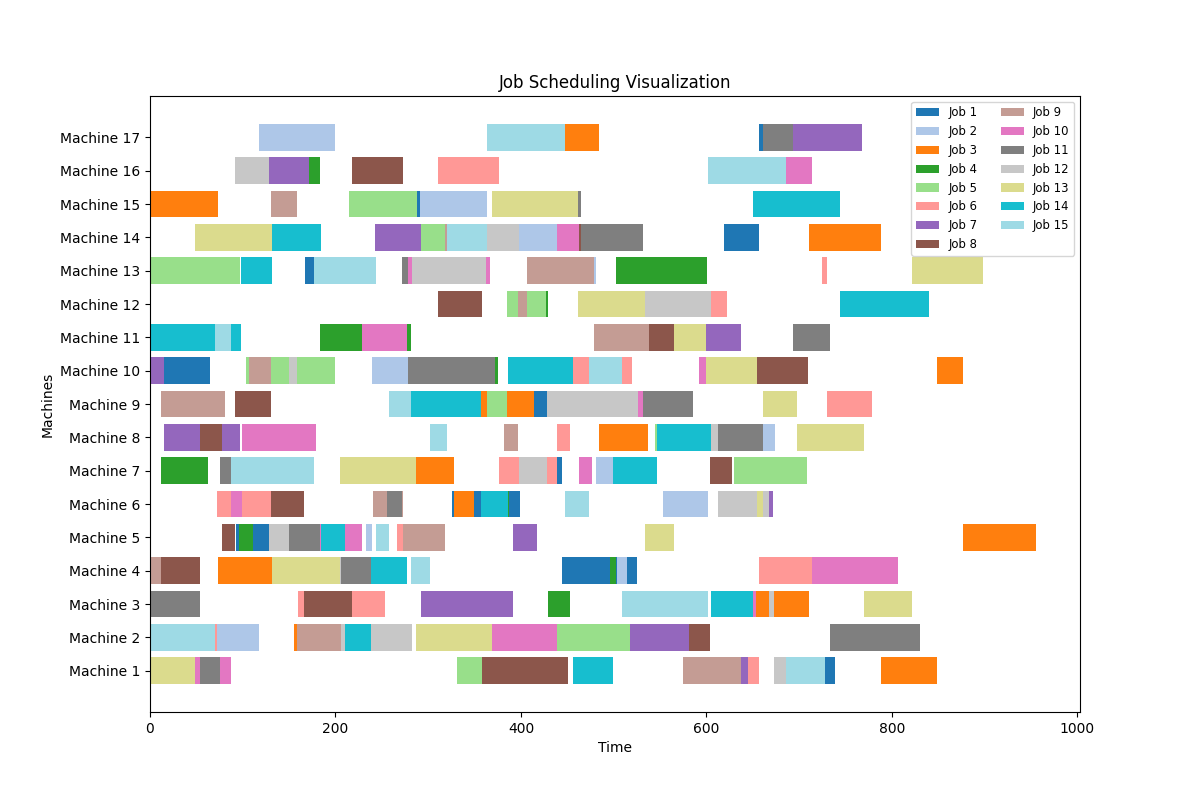 Job Scheduling Visualization
Machines
Machine 17
Machine 16
Machine 15
Machine 14
Machine 13
Machine 12
Machine 11
Machine 10
Machine 9
Machine 8
Machine 7
Machine 6
Machine 5
Machine 4
Machine 3
Machine 2
Machine 1
Job 1
Job 2
Job 3
Job 4
Job 5
Job 6
Job 7
Job 8
Job 9
Job 10
Job 11
Job 12
Job 13
Job 14
Job 15
0 200 400 600 800 1000
Time